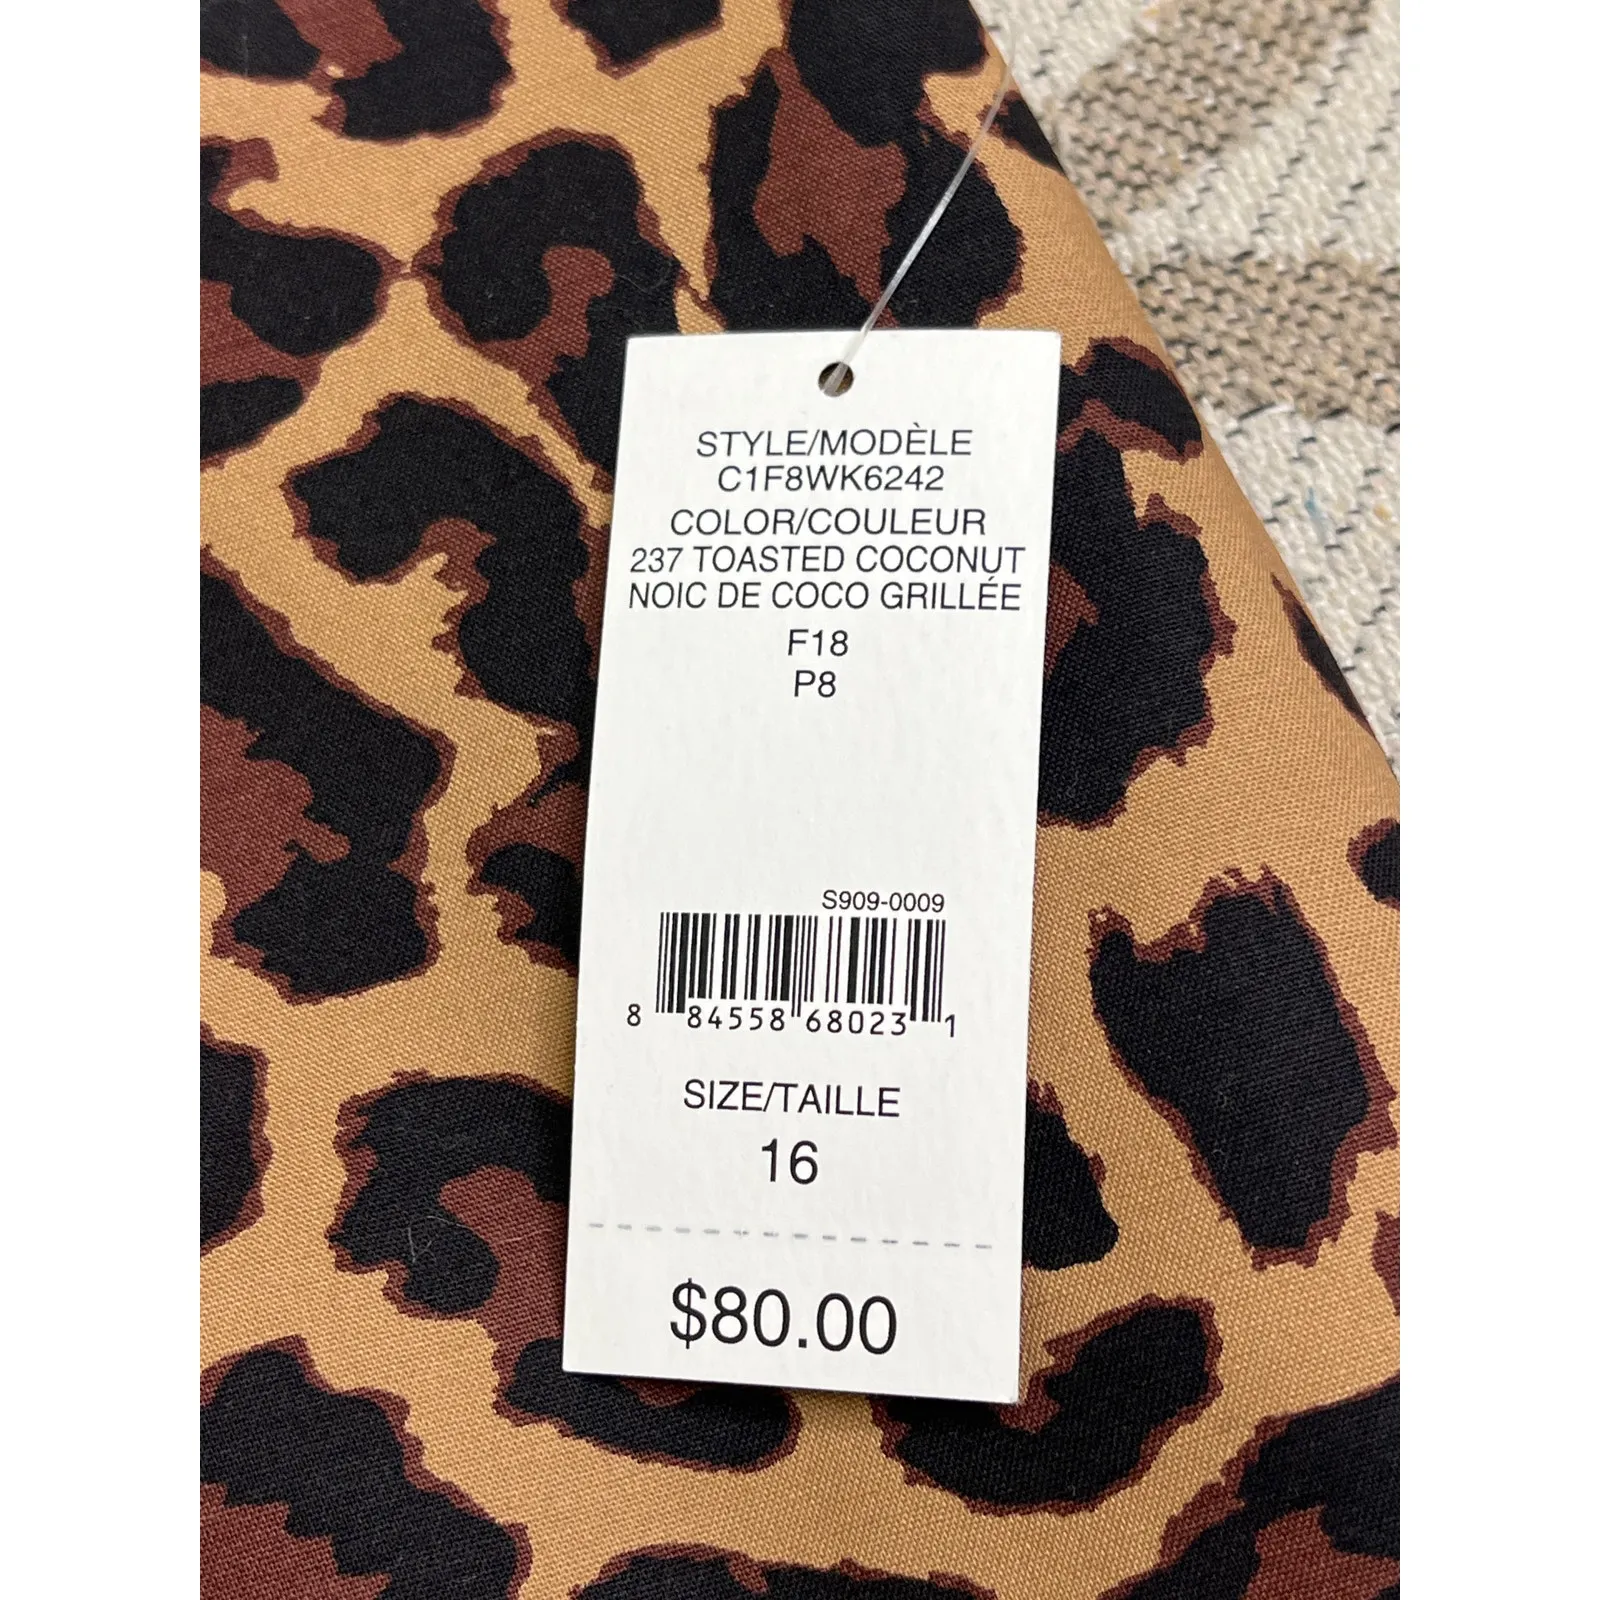 STYLE/MODÈLE
C1F8WK6242
COLOR/COULEUR
237 TOASTED COCONUT
NOIC DE COCO GRILLÉE
F18
P8
S909-0009
8 84558 68023 1
SIZE/TAILLE
16
$80.00